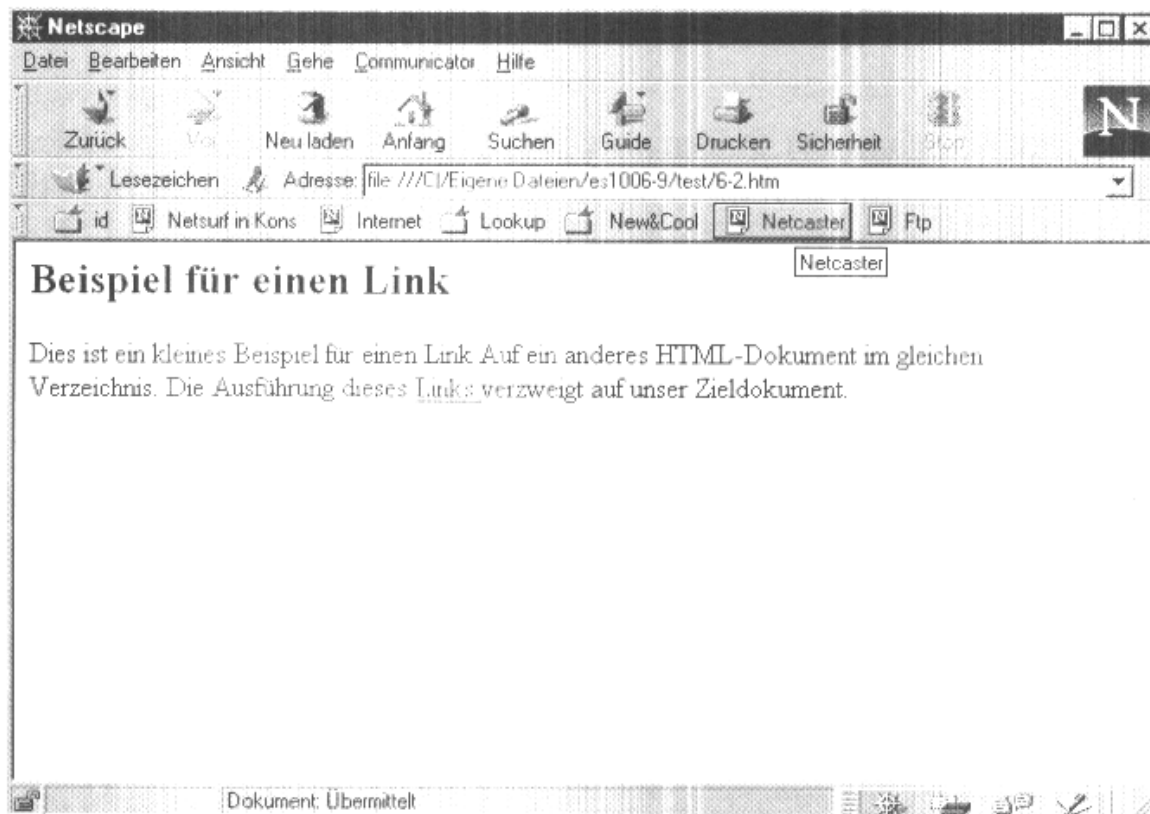 Netscape
Datei Bearbeiten Ansicht Gehe Communicator Hilfe
Zurück Vor Neu laden Anfang Suchen Guide Drucken Sicherheit Stop
N
Lesezeichen Adresse: file:///C|/Eigene Dateien/es1006-9/test/6-2.htm
id Netsurf in Kons Internet Lookup New&Cool Netcaster Ftp
Netcaster
Beispiel für einen Link
Dies ist ein kleines Beispiel für einen Link Auf ein anderes HTML-Dokument im gleichen
Verzeichnis. Die Ausführung dieses Links verzweigt auf unser Zieldokument.
Dokument: Übermittelt